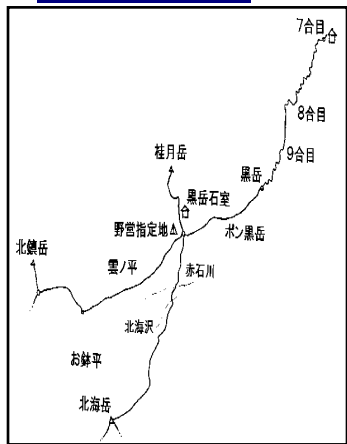 7合目
8合目
9合目
桂月岳
黒岳
黒岳石室
野営指定地
ポン黒岳
北鎮岳
雲ノ平
赤石川
北海沢
お鉢平
北海岳